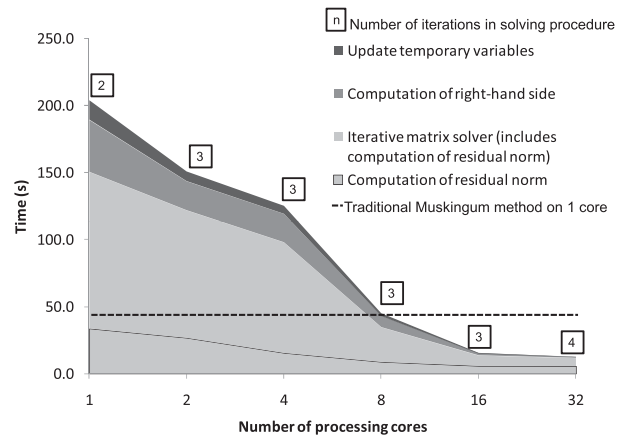 n Number of iterations in solving procedure
Update temporary variables
Computation of right-hand side
Iterative matrix solver (includes
computation of residual norm)
Computation of residual norm
Traditional Muskingum method on 1 core
250.0
200.0
150.0
100.0
50.0
0.0
Time (s)
2
3
3
3
3
4
1 2 4 8 16 32
Number of processing cores